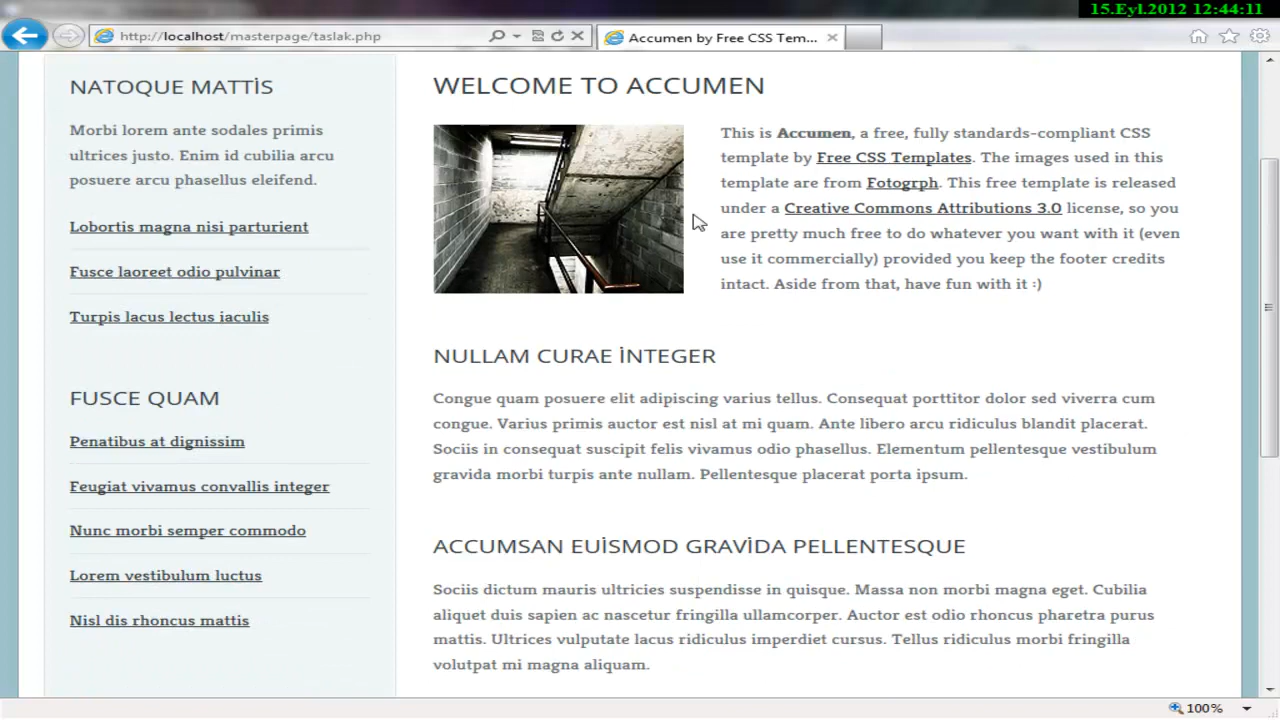 15.Eyl.2012 12:44:11
http://localhost/masterpage/taslak.php
Accumen by Free CSS Tem...
NATOQUE MATTİS
Morbi lorem ante sodales primis
ultrices justo. Enim id cubilia arcu
posuere arcu phasellus eleifend.
Lobortis magna nisi parturient
Fusce laoreet odio pulvinar
Turpis lacus lectus iaculis
FUSCE QUAM
Penatibus at dignissim
Feugiat vivamus convallis integer
Nunc morbi semper commodo
Lorem vestibulum luctus
Nisl dis rhoncus mattis
WELCOME TO ACCUMEN
This is Accumen, a free, fully standards-compliant CSS
template by Free CSS Templates. The images used in this
template are from Fotogrph. This free template is released
under a Creative Commons Attributions 3.0 license, so you
are pretty much free to do whatever you want with it (even
use it commercially) provided you keep the footer credits
intact. Aside from that, have fun with it :)
NULLAM CURAE İNTEGER
Congue quam posuere elit adipiscing varius tellus. Consequat porttitor dolor sed viverra cum
congue. Varius primis auctor est nisl at mi quam. Ante libero arcu ridiculus blandit placerat.
Sociis in consequat suscipit felis vivamus odio phasellus. Elementum pellentesque vestibulum
gravida morbi turpis ante nullam. Pellentesque placerat porta ipsum.
ACCUMSAN EUİSMOD GRAVİDA PELLENTESQUE
Sociis dictum mauris ultricies suspendisse in quisque. Massa non morbi magna eget. Cubilia
aliquet duis sapien ac nascetur fringilla ullamcorper. Auctor est odio rhoncus pharetra purus
mattis. Ultrices vulputate lacus ridiculus imperdiet cursus. Tellus ridiculus morbi fringilla
volutpat mi magna aliquam.
100%